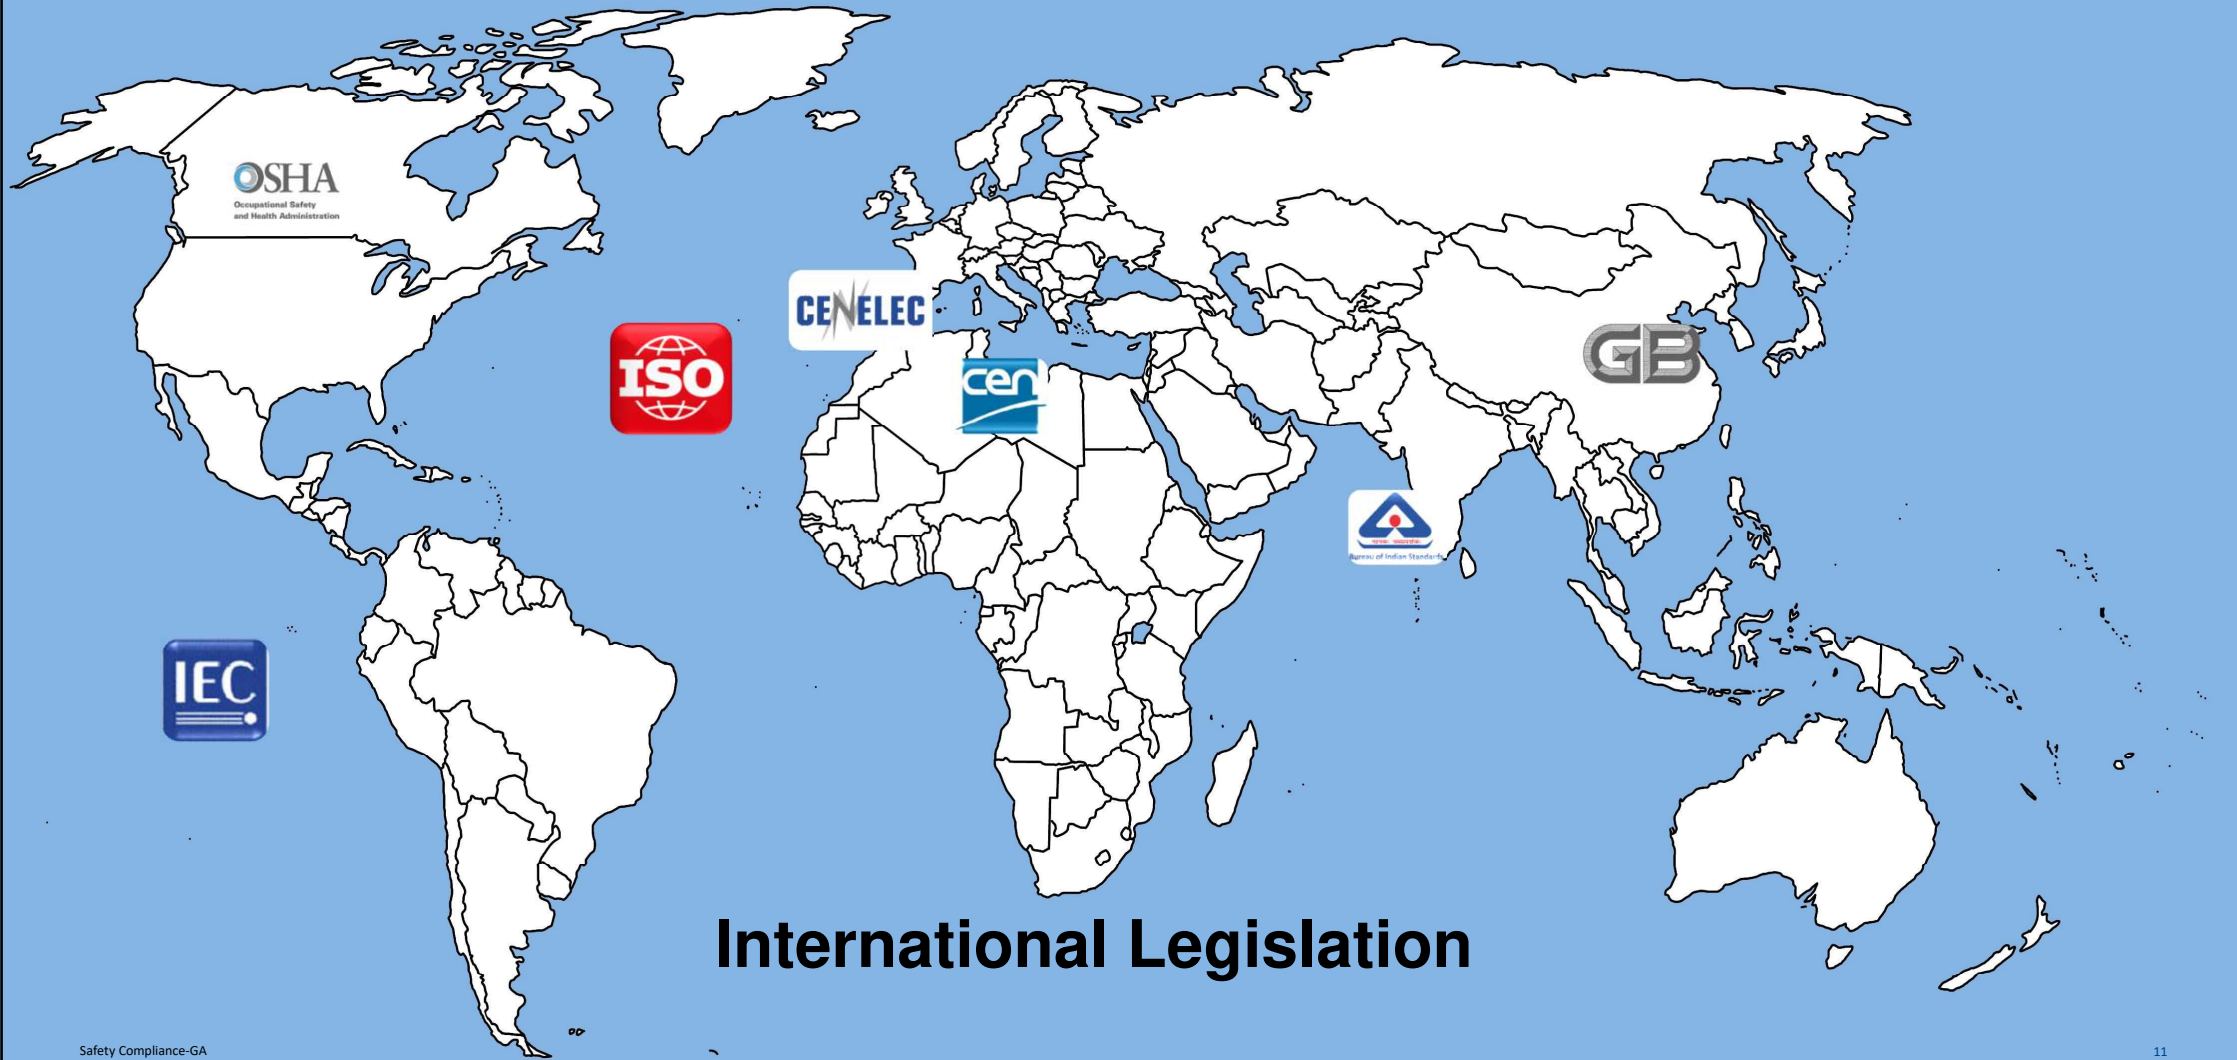 OSHA
Occupational Safety
and Health Administration
CENELEC
ISO
cen
GB
Bureau of Indian Standards
IEC
International Legislation
Safety Compliance-GA
11